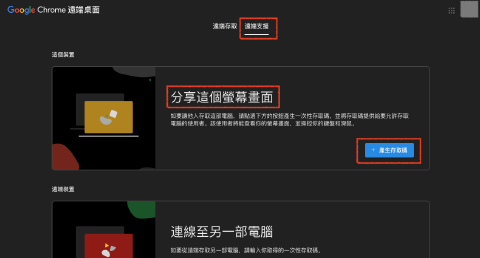 Google Chrome 遠端桌面
遠端存取 遠端支援
這個裝置
分享這個螢幕畫面
如要讓他人存取這部電腦，請點選下方的按鈕產生一次性存取碼，並將存取碼提供給要允許存取
電腦的使用者。該使用者將能查看你的螢幕畫面，並操控你的鍵盤和滑鼠。
+ 產生存取碼
遠端裝置
連線至另一部電腦
如要從遠端存取另一部電腦，請輸入你取得的一次性存取碼。